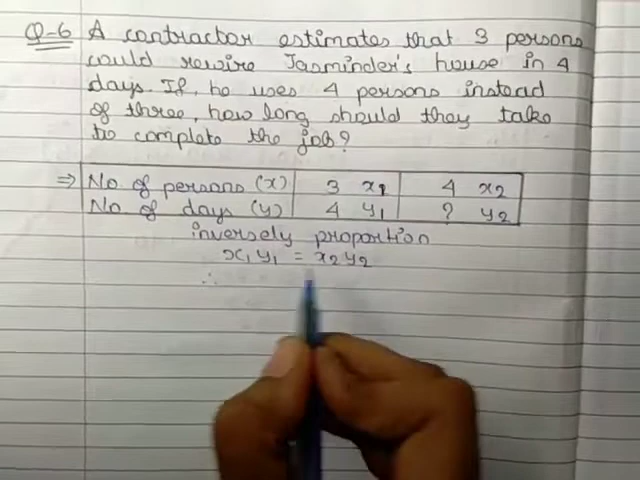 Q-6 A contractor estimates that 3 persons
could rewire Jasminder's house in 4
days. If, he uses 4 persons instead
of three, how long should they take
to complete the job?
⇒ No of persons (x) 3 x1 4 x2
No of days (y) 4 y1 ? y2
inversely proportion
x1 y1 = x2 y2
∴